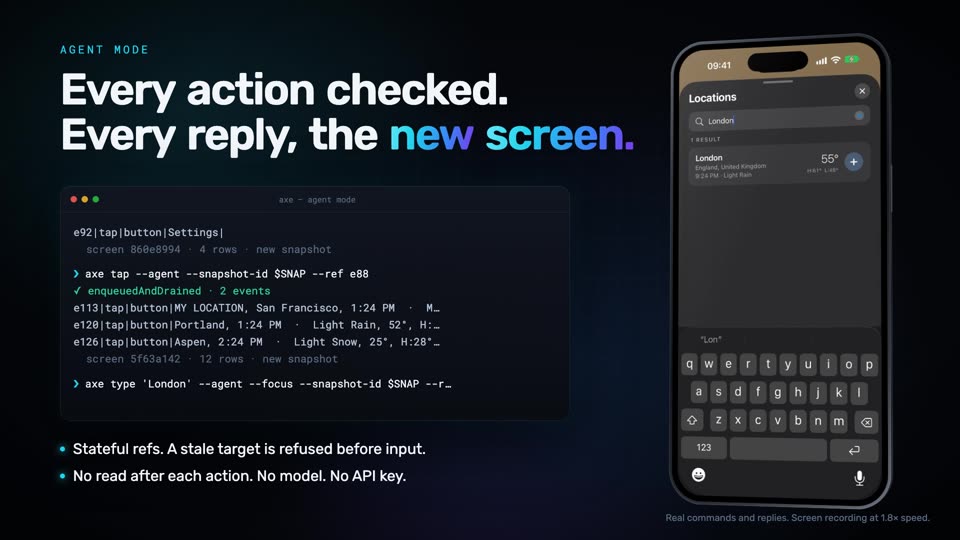 AGENT MODE
Every action checked.
Every reply, the new screen.
axe – agent mode
e92|tap|button|Settings|
screen 860e8994 · 4 rows · new snapshot
❯ axe tap --agent --snapshot-id $SNAP --ref e88
✓ enqueuedAndDrained · 2 events
e113|tap|button|MY LOCATION, San Francisco, 1:24 PM · M…
e120|tap|button|Portland, 1:24 PM · Light Rain, 52°, H:…
e126|tap|button|Aspen, 2:24 PM · Light Snow, 25°, H:28°…
screen 5f63a142 · 12 rows · new snapshot
❯ axe type 'London' --agent --focus --snapshot-id $SNAP --r…
• Stateful refs. A stale target is refused before input.
• No read after each action. No model. No API key.
09:41
Locations
London
1 RESULT
London
England, United Kingdom
9:24 PM · Light Rain
55°
"Lon"
q w e r t y u i o p
a s d f g h j k l
z x c v b n m
123
Real commands and replies. Screen recording at 1.8× speed.